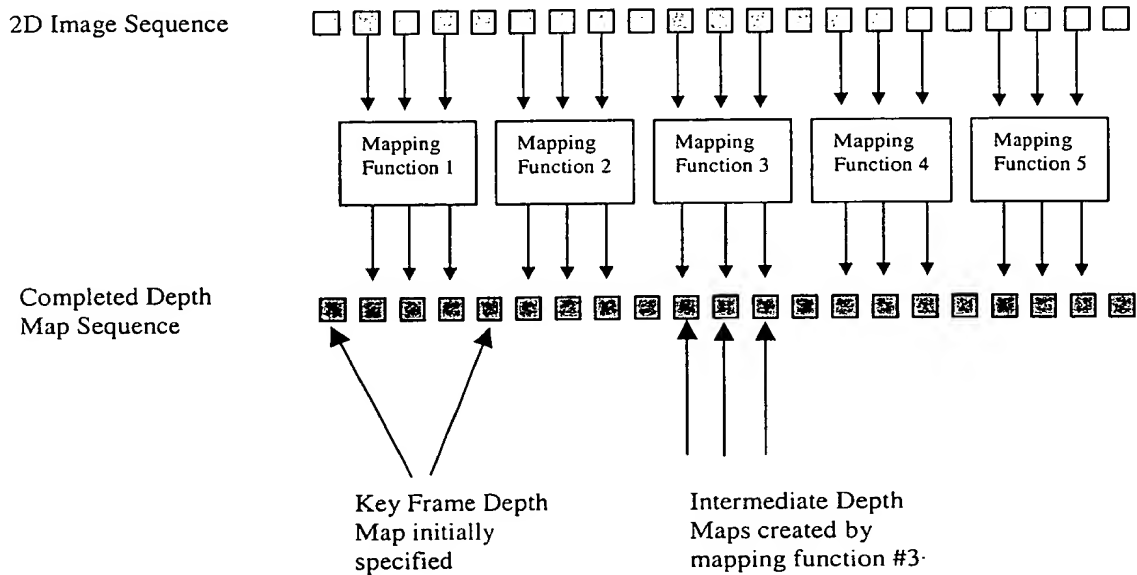 2D Image Sequence
Mapping
Function 1
Mapping
Function 2
Mapping
Function 3
Mapping
Function 4
Mapping
Function 5
Completed Depth
Map Sequence
Key Frame Depth
Map initially
specified
Intermediate Depth
Maps created by
mapping function #3